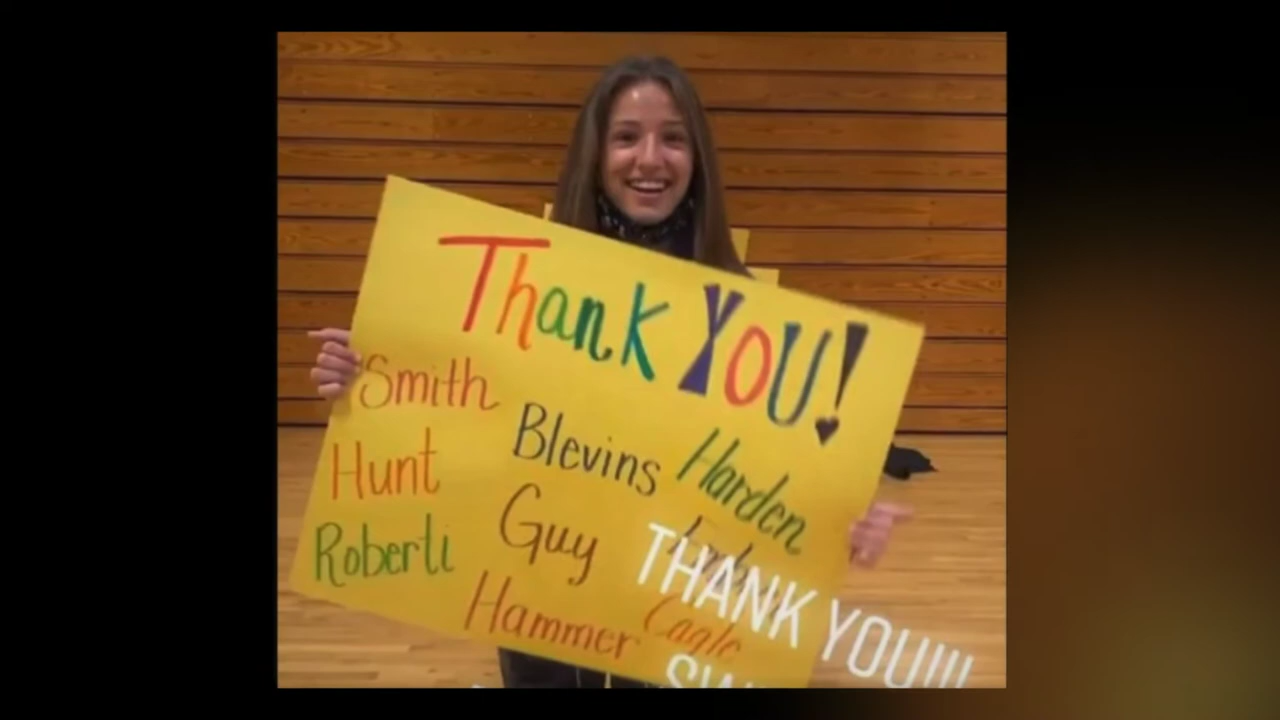 Thank YOU!
Smith
Blevins
Harden
Hunt
Guy
Roberti
Hammer
Cagle
THANK YOU!!!